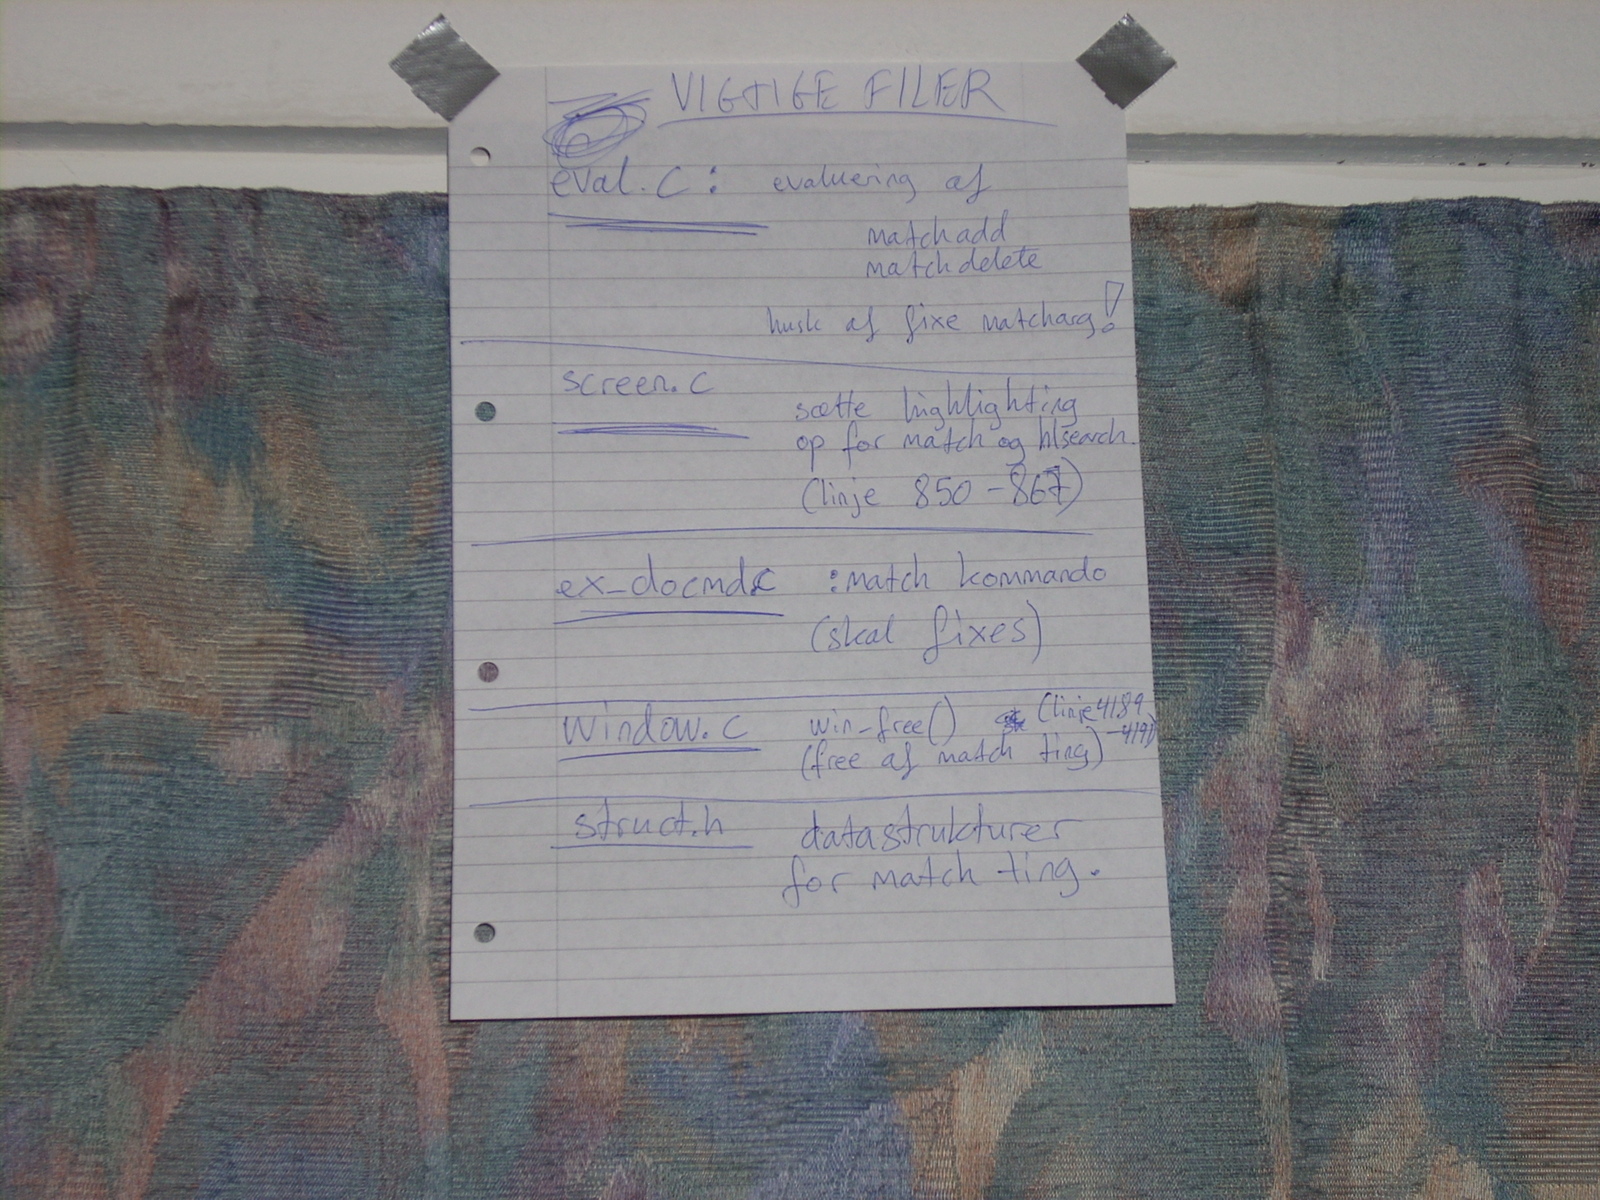 VIGTIGE FILER
eval.c : evaluering af
matchadd
matchdelete
husk af fixe matcharg!
screen.c
sætte highlighting
op for match og hlsearch.
(linje 850 - 867)
ex_docmd.c :match kommando
(skal fixes)
window.c win_free() (linje 4189
(free af match ting)
struct.h datastrukturer
for match ting.